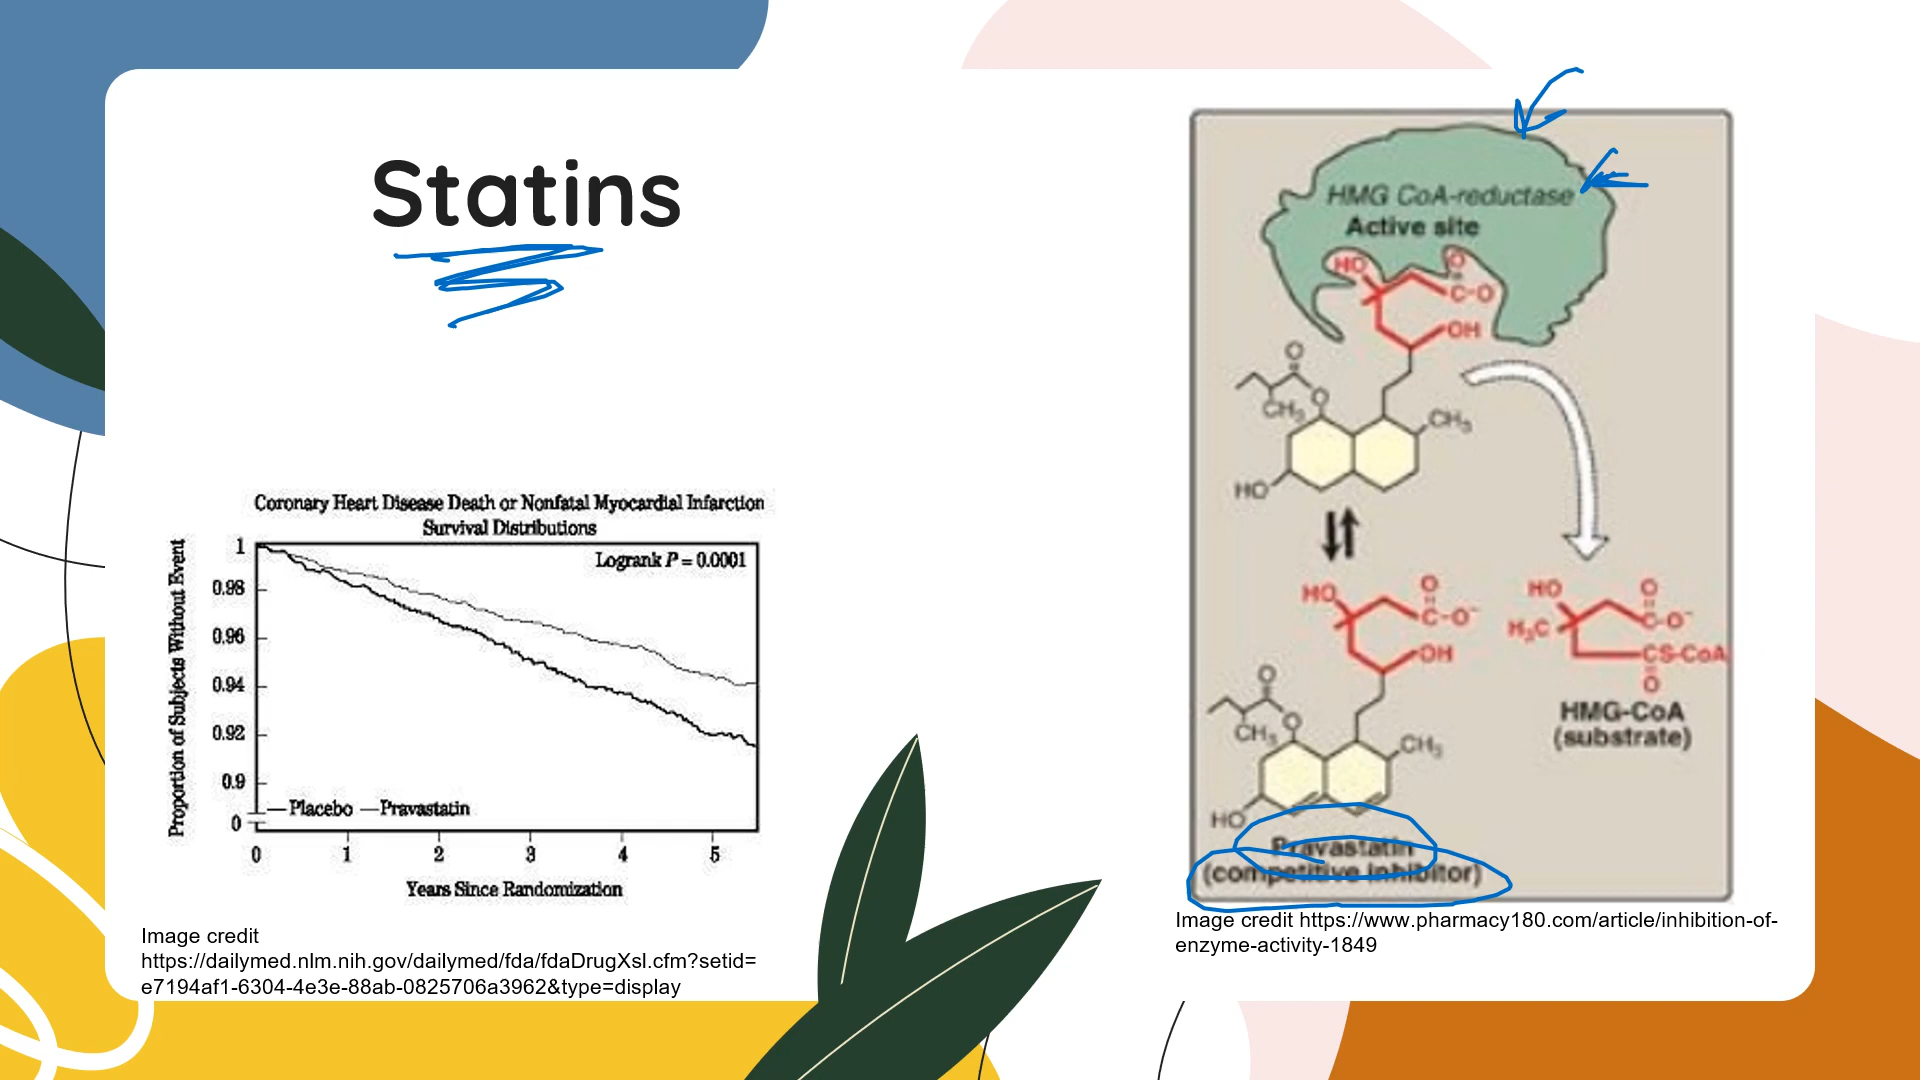 Statins
Coronary Heart Disease Death or Nonfatal Myocardial Infarction
Survival Distributions
Logrank P = 0.0001
Proportion of Subjects Without Event
1
0.98
0.96
0.94
0.92
0.9
0
— Placebo — Pravastatin
0 1 2 3 4 5
Years Since Randomization
Image credit
https://dailymed.nlm.nih.gov/dailymed/fda/fdaDrugXsl.cfm?setid=
e7194af1-6304-4e3e-88ab-0825706a3962&type=display
HMG CoA-reductase
Active site
HO
O
C-O
OH
O
O
CH3
CH3
HO
HO
O
C-O⁻
OH
O
O
CH3
CH3
HO
Pravastatin
(competitive inhibitor)
HO
O
H3C
C-O⁻
CS-CoA
O
HMG-CoA
(substrate)
Image credit https://www.pharmacy180.com/article/inhibition-of-
enzyme-activity-1849